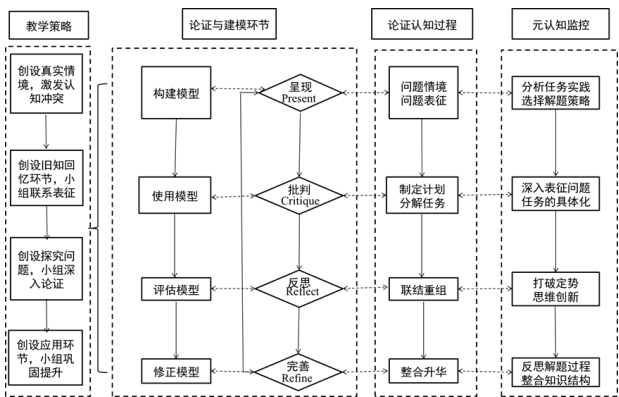 教学策略
论证与建模环节
论证认知过程
元认知监控
创设真实情
境，激发认
知冲突
构建模型
呈现
Present
问题情境
问题表征
分析任务实践
选择解题策略
创设旧知回
忆环节，小
组联系表征
使用模型
批判
Critique
制定计划
分解任务
深入表征问题
任务的具体化
创设探究问
题，小组深
入论证
评估模型
反思
Reflect
联结重组
打破定势
思维创新
创设应用环
节，小组巩
固提升
修正模型
完善
Refine
整合升华
反思解题过程
整合知识结构